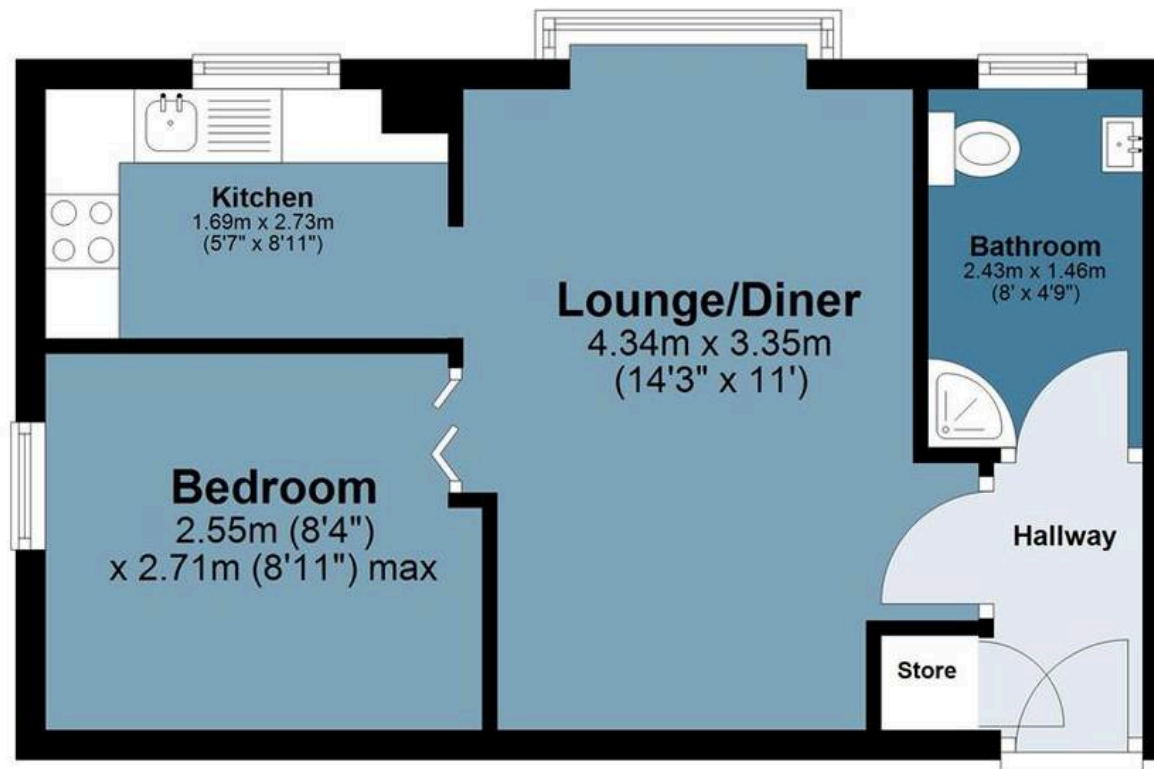 Kitchen
1.69m x 2.73m
(5'7" x 8'11")
Lounge/Diner
4.34m x 3.35m
(14'3" x 11')
Bathroom
2.43m x 1.46m
(8' x 4'9")
Bedroom
2.55m (8'4")
x 2.71m (8'11") max
Hallway
Store